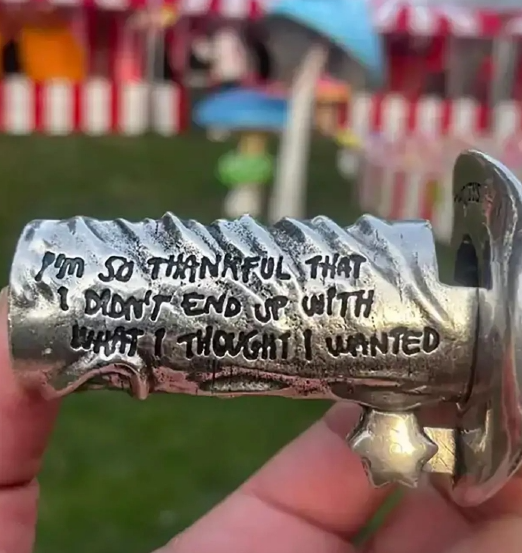 I'M SO THANKFUL THAT
I DIDN'T END UP WITH
WHAT I THOUGHT I WANTED